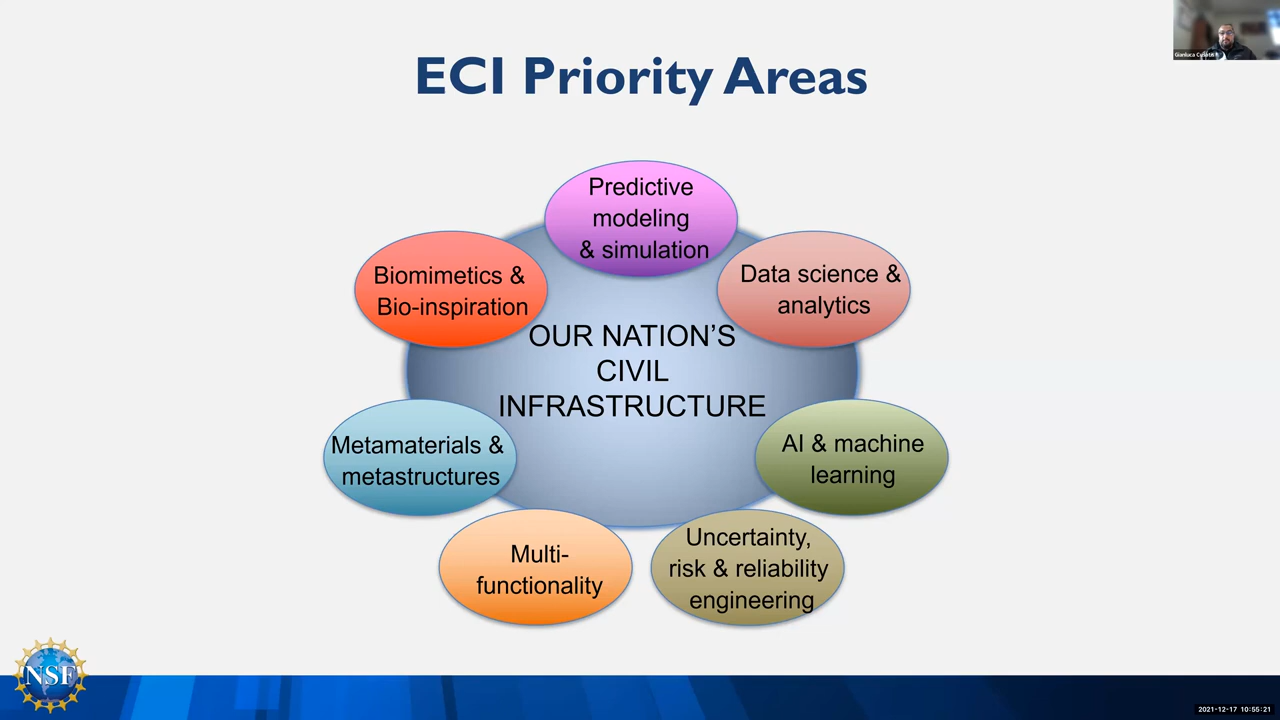 ECI Priority Areas
Predictive
modeling
& simulation
Biomimetics &
Bio-inspiration
Data science &
analytics
OUR NATION’S
CIVIL
INFRASTRUCTURE
Metamaterials &
metastructures
AI & machine
learning
Multi-
functionality
Uncertainty,
risk & reliability
engineering
NSF
Gianluca
2021-12-17 10:55:21